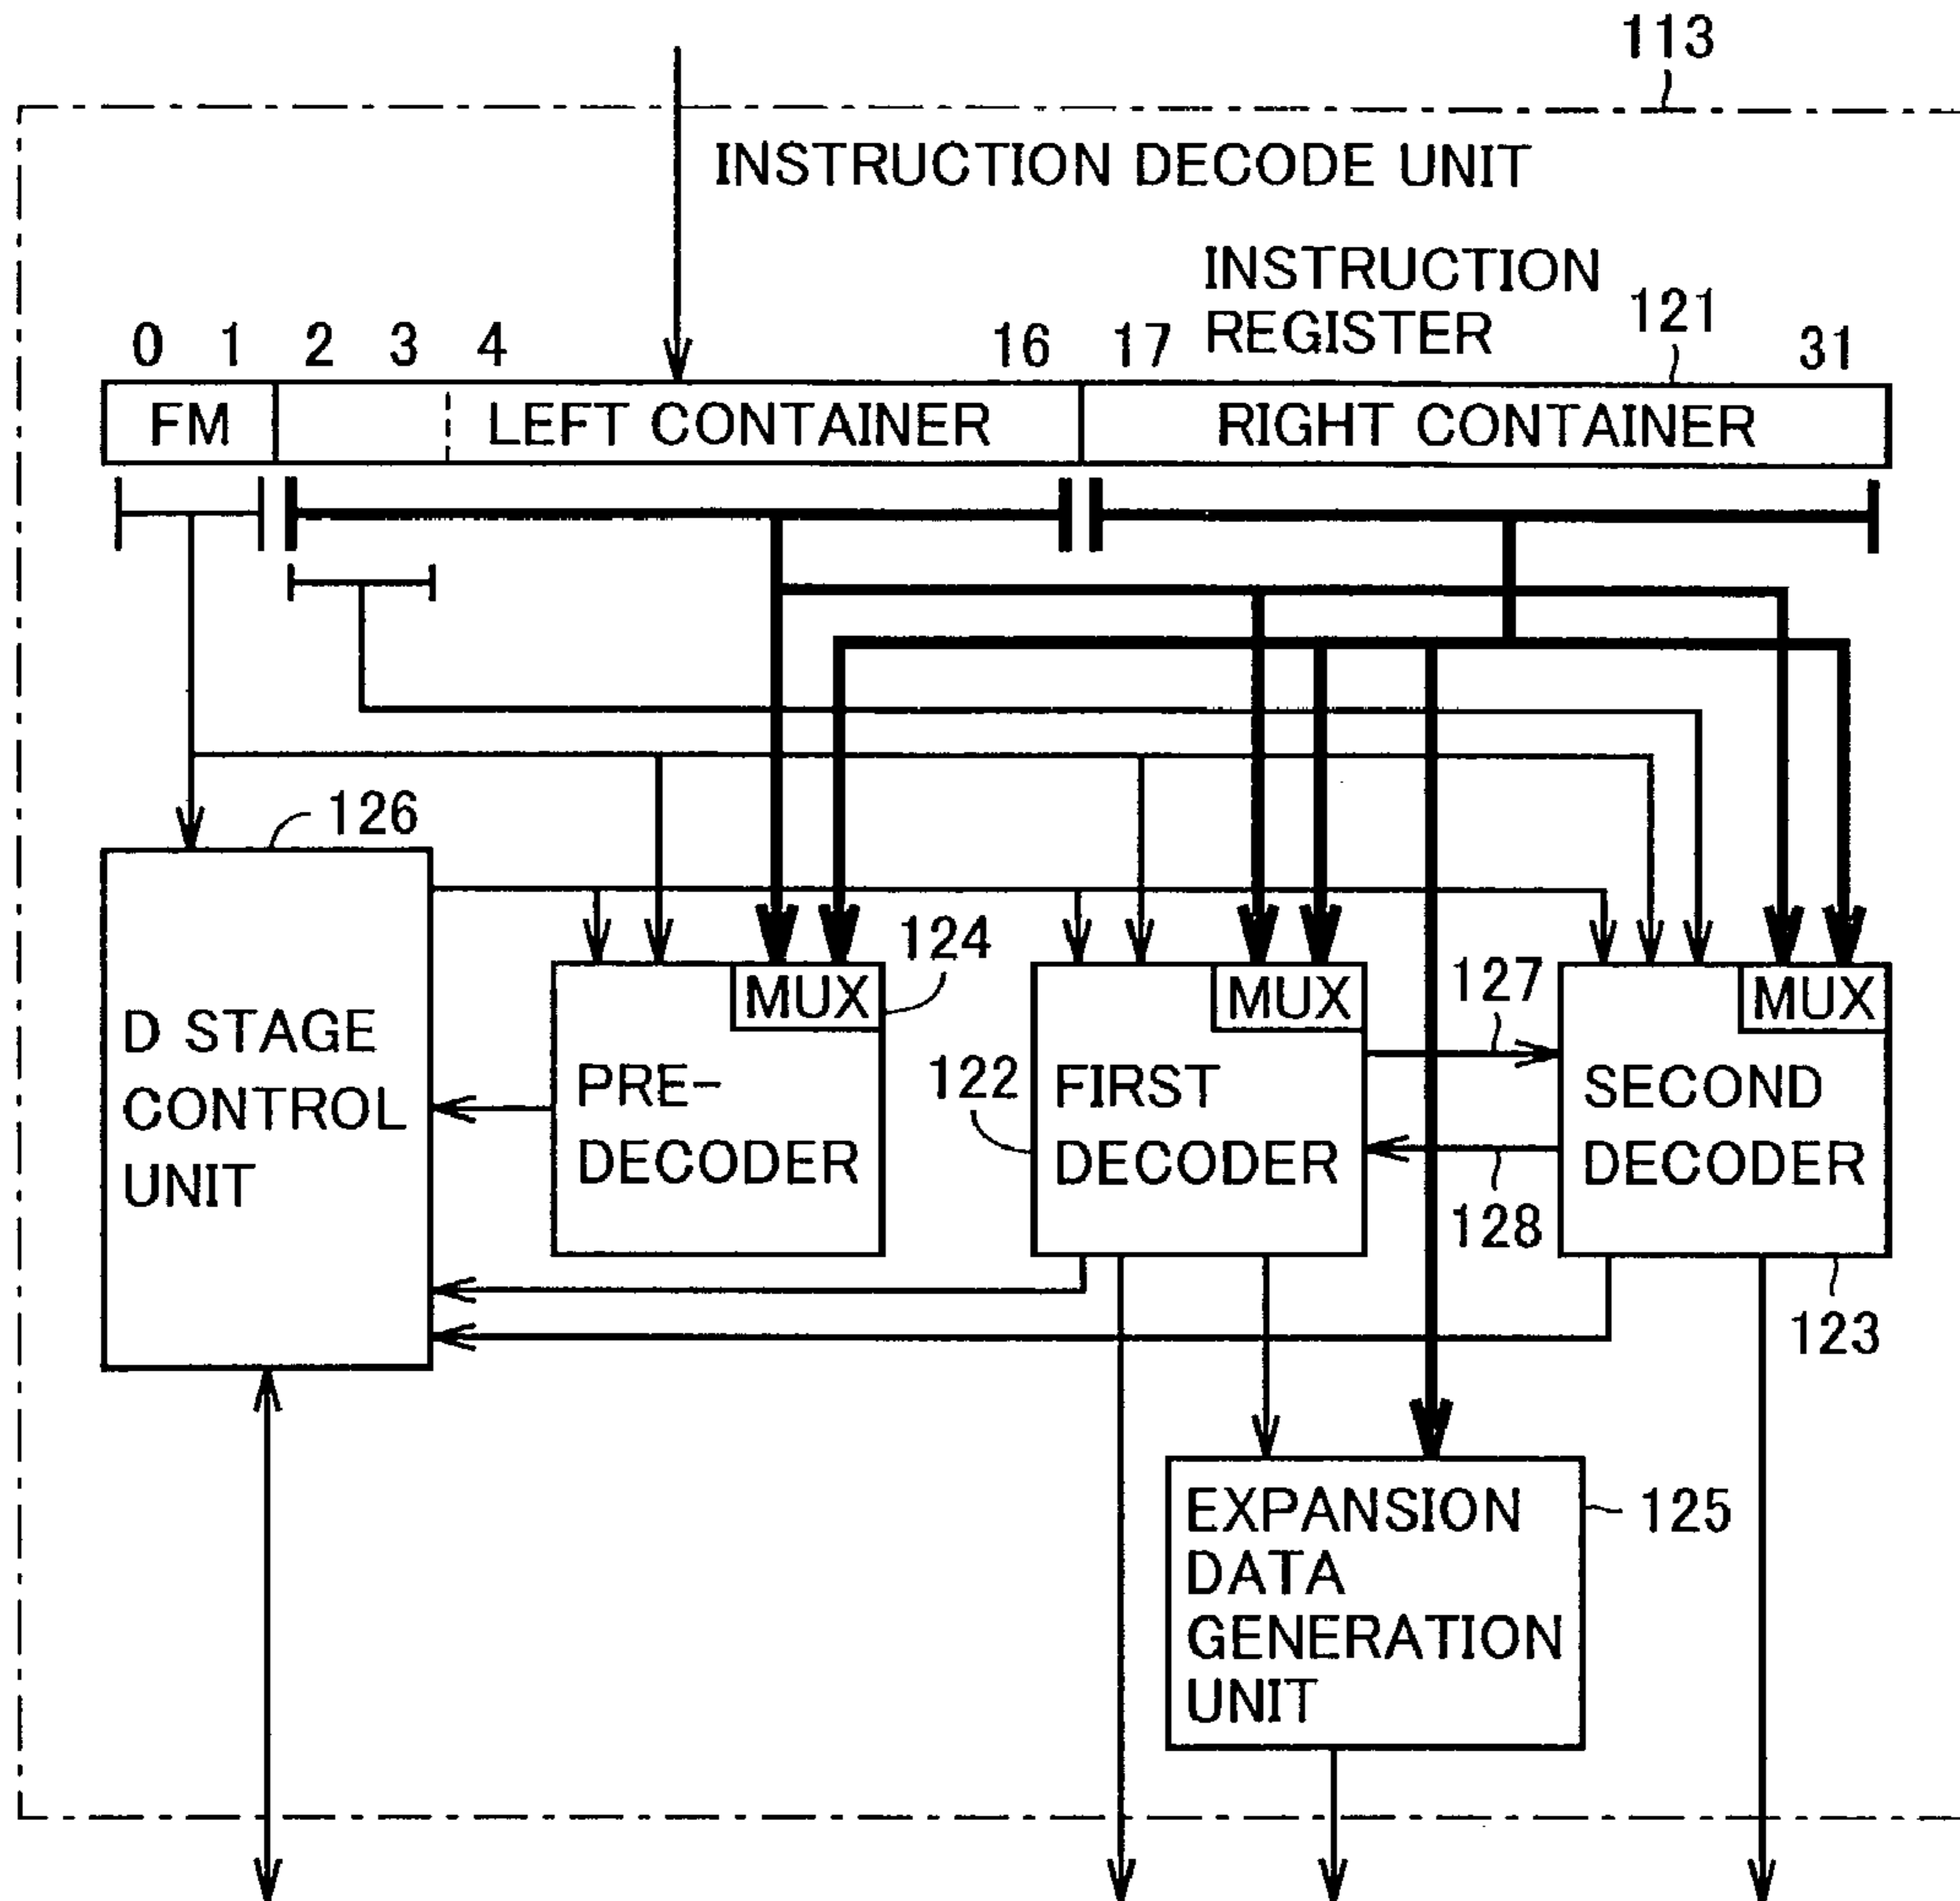 113
INSTRUCTION DECODE UNIT
INSTRUCTION
REGISTER
121
0 1 2 3 4 16 17 31
FM LEFT CONTAINER RIGHT CONTAINER
126
124
MUX MUX MUX
127
D STAGE
CONTROL
UNIT
PRE-
DECODER
122
FIRST
DECODER
SECOND
DECODER
128
123
EXPANSION
DATA
GENERATION
UNIT
125